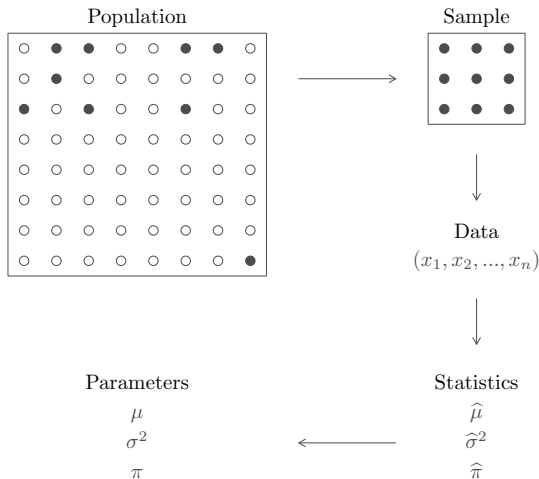 Population
Sample
Data
(x₁, x₂, ..., xₙ)
Parameters
μ
σ²
π
Statistics
μ̂
σ̂²
π̂